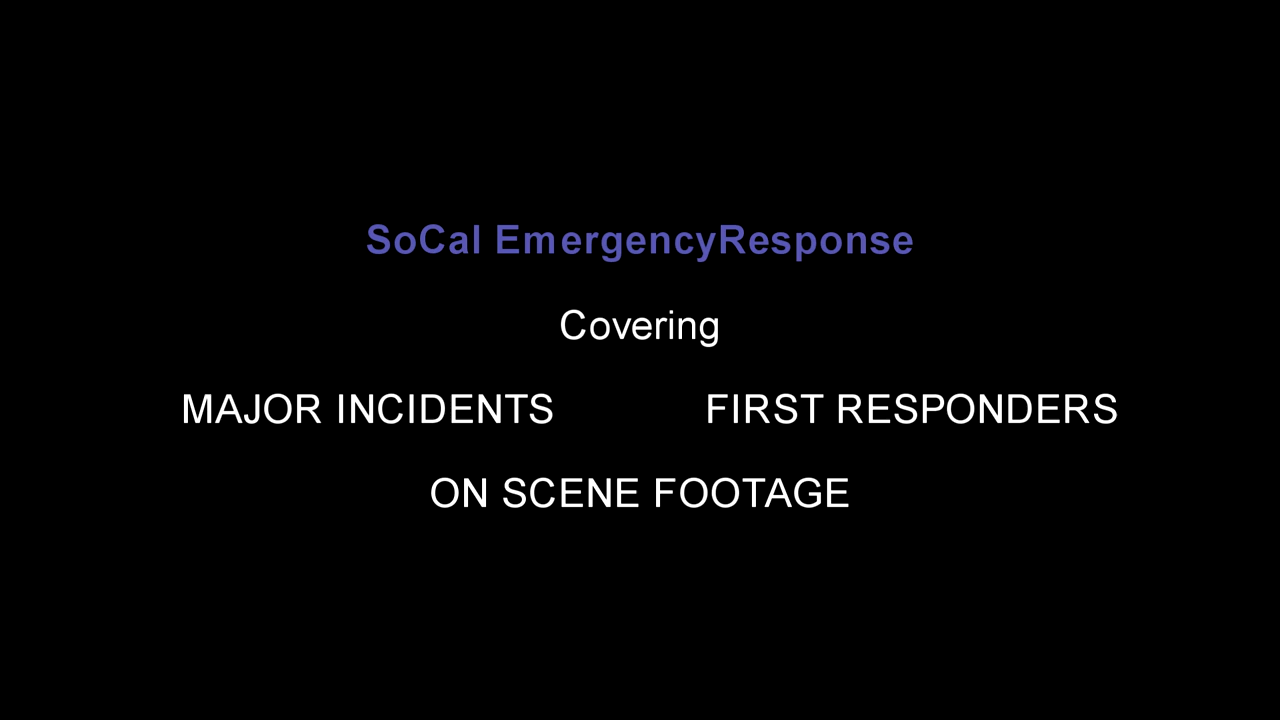 SoCal EmergencyResponse
Covering
MAJOR INCIDENTS FIRST RESPONDERS
ON SCENE FOOTAGE